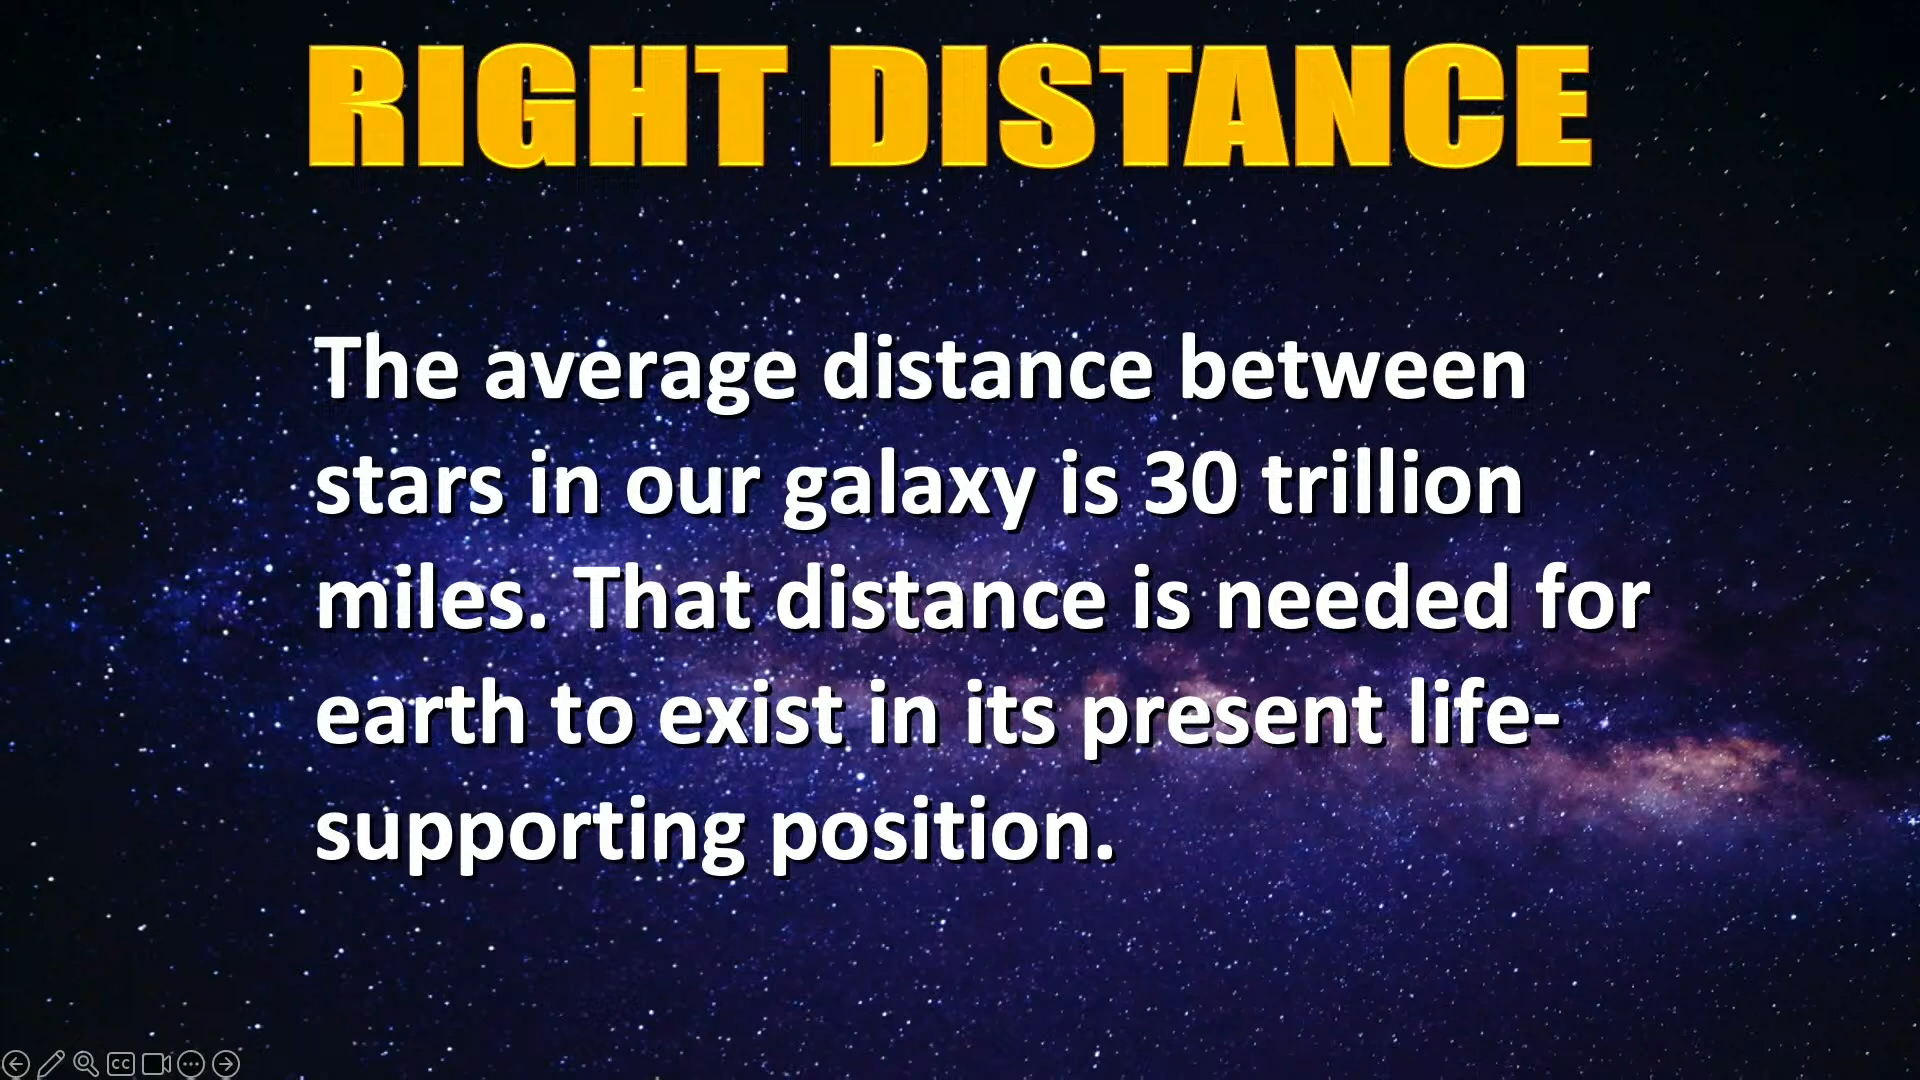 RIGHT DISTANCE
The average distance between
stars in our galaxy is 30 trillion
miles. That distance is needed for
earth to exist in its present life-
supporting position.
CC